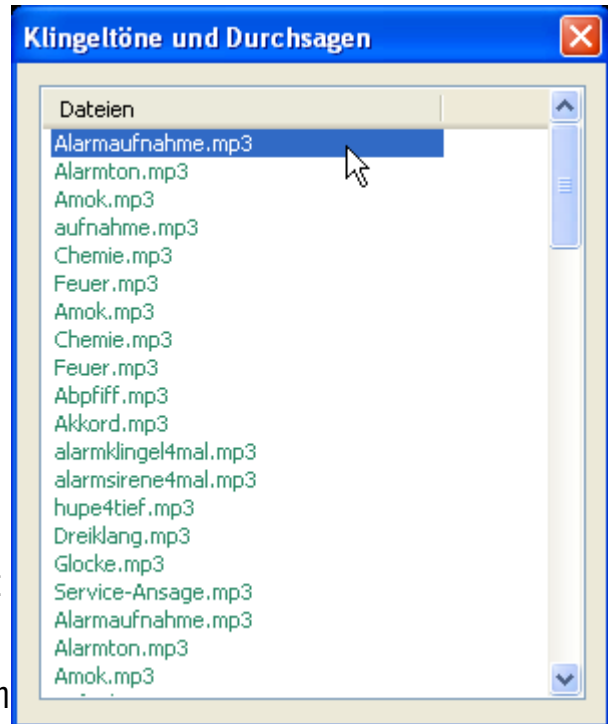 Klingeltöne und Durchsagen
Dateien
Alarmaufnahme.mp3
Alarmton.mp3
Amok.mp3
aufnahme.mp3
Chemie.mp3
Feuer.mp3
Amok.mp3
Chemie.mp3
Feuer.mp3
Abpfiff.mp3
Akkord.mp3
alarmklingel4mal.mp3
alarmsirene4mal.mp3
hupe4tief.mp3
Dreiklang.mp3
Glocke.mp3
Service-Ansage.mp3
Alarmaufnahme.mp3
Alarmton.mp3
Amok.mp3